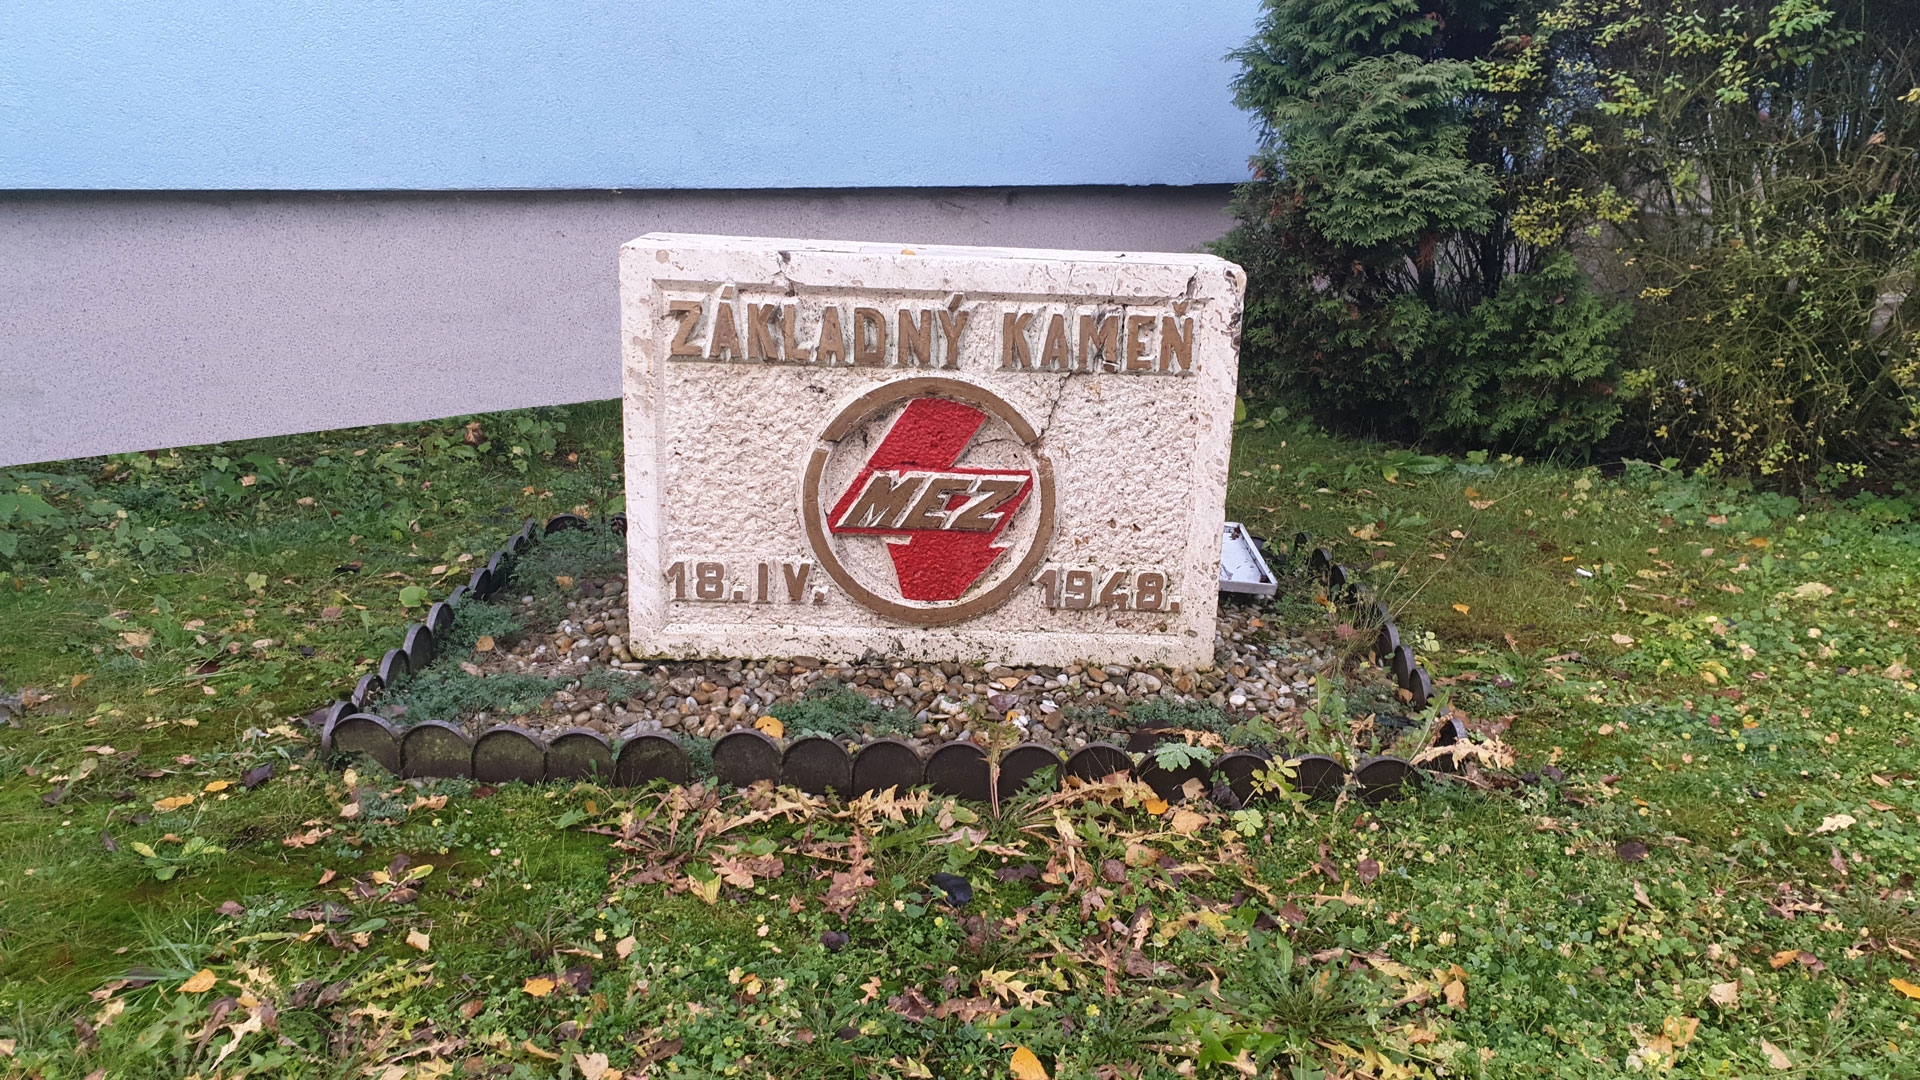 ZÁKLADNÝ KAMEŇ
MEZ
18.IV. 1948.